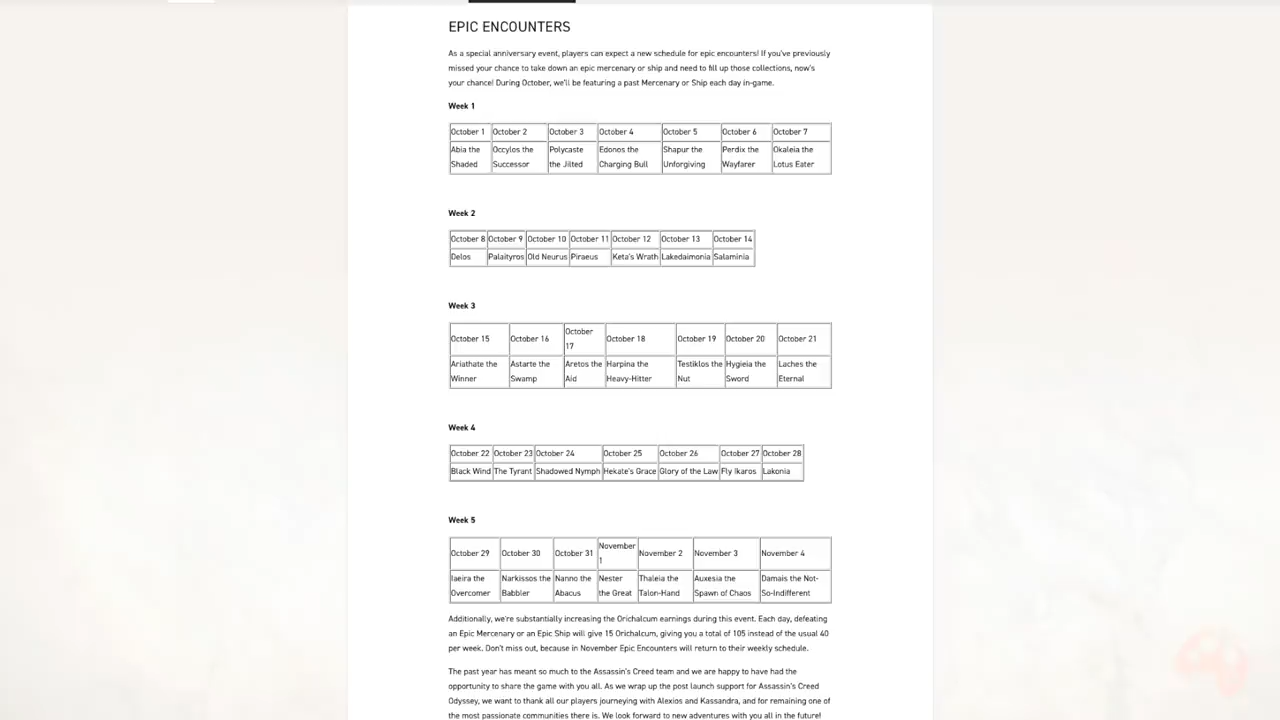 EPIC ENCOUNTERS
As a special anniversary event, players can expect a new schedule for epic encounters! If you've previously
missed your chance to take down an epic mercenary or ship and need to fill up those collections, now's
your chance! During October, we'll be featuring a past Mercenary or Ship each day in-game.
Week 1
October 1 October 2 October 3 October 4 October 5 October 6 October 7
Abia the Occylos the Polycaste Edonos the Shapur the Perdix the Okaleia the
Shaded Successor the Jilted Charging Bull Unforgiving Wayfarer Lotus Eater
Week 2
October 8 October 9 October 10 October 11 October 12 October 13 October 14
Delos Palaityros Old Neurus Piraeus Keta's Wrath Lakedaimonia Salaminia
Week 3
October 15 October 16 October 17 October 18 October 19 October 20 October 21
Ariathate the Astarte the Aretos the Harpina the Testiklos the Hygieia the Laches the
Winner Swamp Aid Heavy-Hitter Nut Sword Eternal
Week 4
October 22 October 23 October 24 October 25 October 26 October 27 October 28
Black Wind The Tyrant Shadowed Nymph Hekate's Grace Glory of the Law Fly Ikaros Lakonia
Week 5
October 29 October 30 October 31 November 1 November 2 November 3 November 4
Iaeira the Narkissos the Nanno the Nester Thaleia the Auxesia the Damais the Not-
Overcomer Babbler Abacus the Great Talon-Hand Spawn of Chaos So-Indifferent
Additionally, we're substantially increasing the Orichalcum earnings during this event. Each day, defeating
an Epic Mercenary or an Epic Ship will give 15 Orichalcum, giving you a total of 105 instead of the usual 40
per week. Don't miss out, because in November Epic Encounters will return to their weekly schedule.
The past year has meant so much to the Assassin's Creed team and we are happy to have had the
opportunity to share the game with you all. As we wrap up the post launch support for Assassin's Creed
Odyssey, we want to thank all our players journeying with Alexios and Kassandra, and for remaining one of
the most passionate communities there is. We look forward to new adventures with you all in the future!